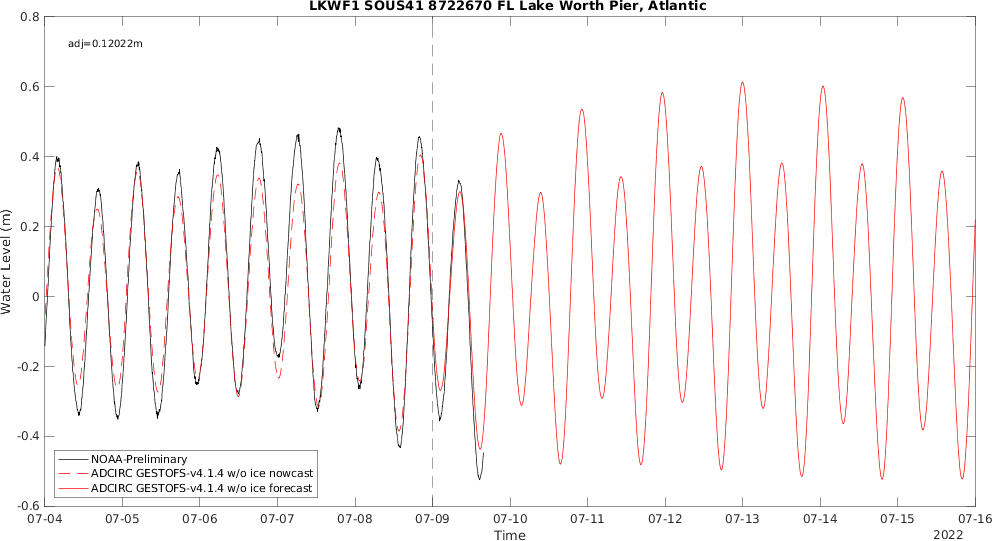 LKWF1 SOUS41 8722670 FL Lake Worth Pier, Atlantic
adj=0.12022m
Water Level (m)
0.8
0.6
0.4
0.2
0
-0.2
-0.4
-0.6
NOAA-Preliminary
ADCIRC GESTOFS-v4.1.4 w/o ice nowcast
ADCIRC GESTOFS-v4.1.4 w/o ice forecast
07-04 07-05 07-06 07-07 07-08 07-09 07-10 07-11 07-12 07-13 07-14 07-15 07-16
Time
2022